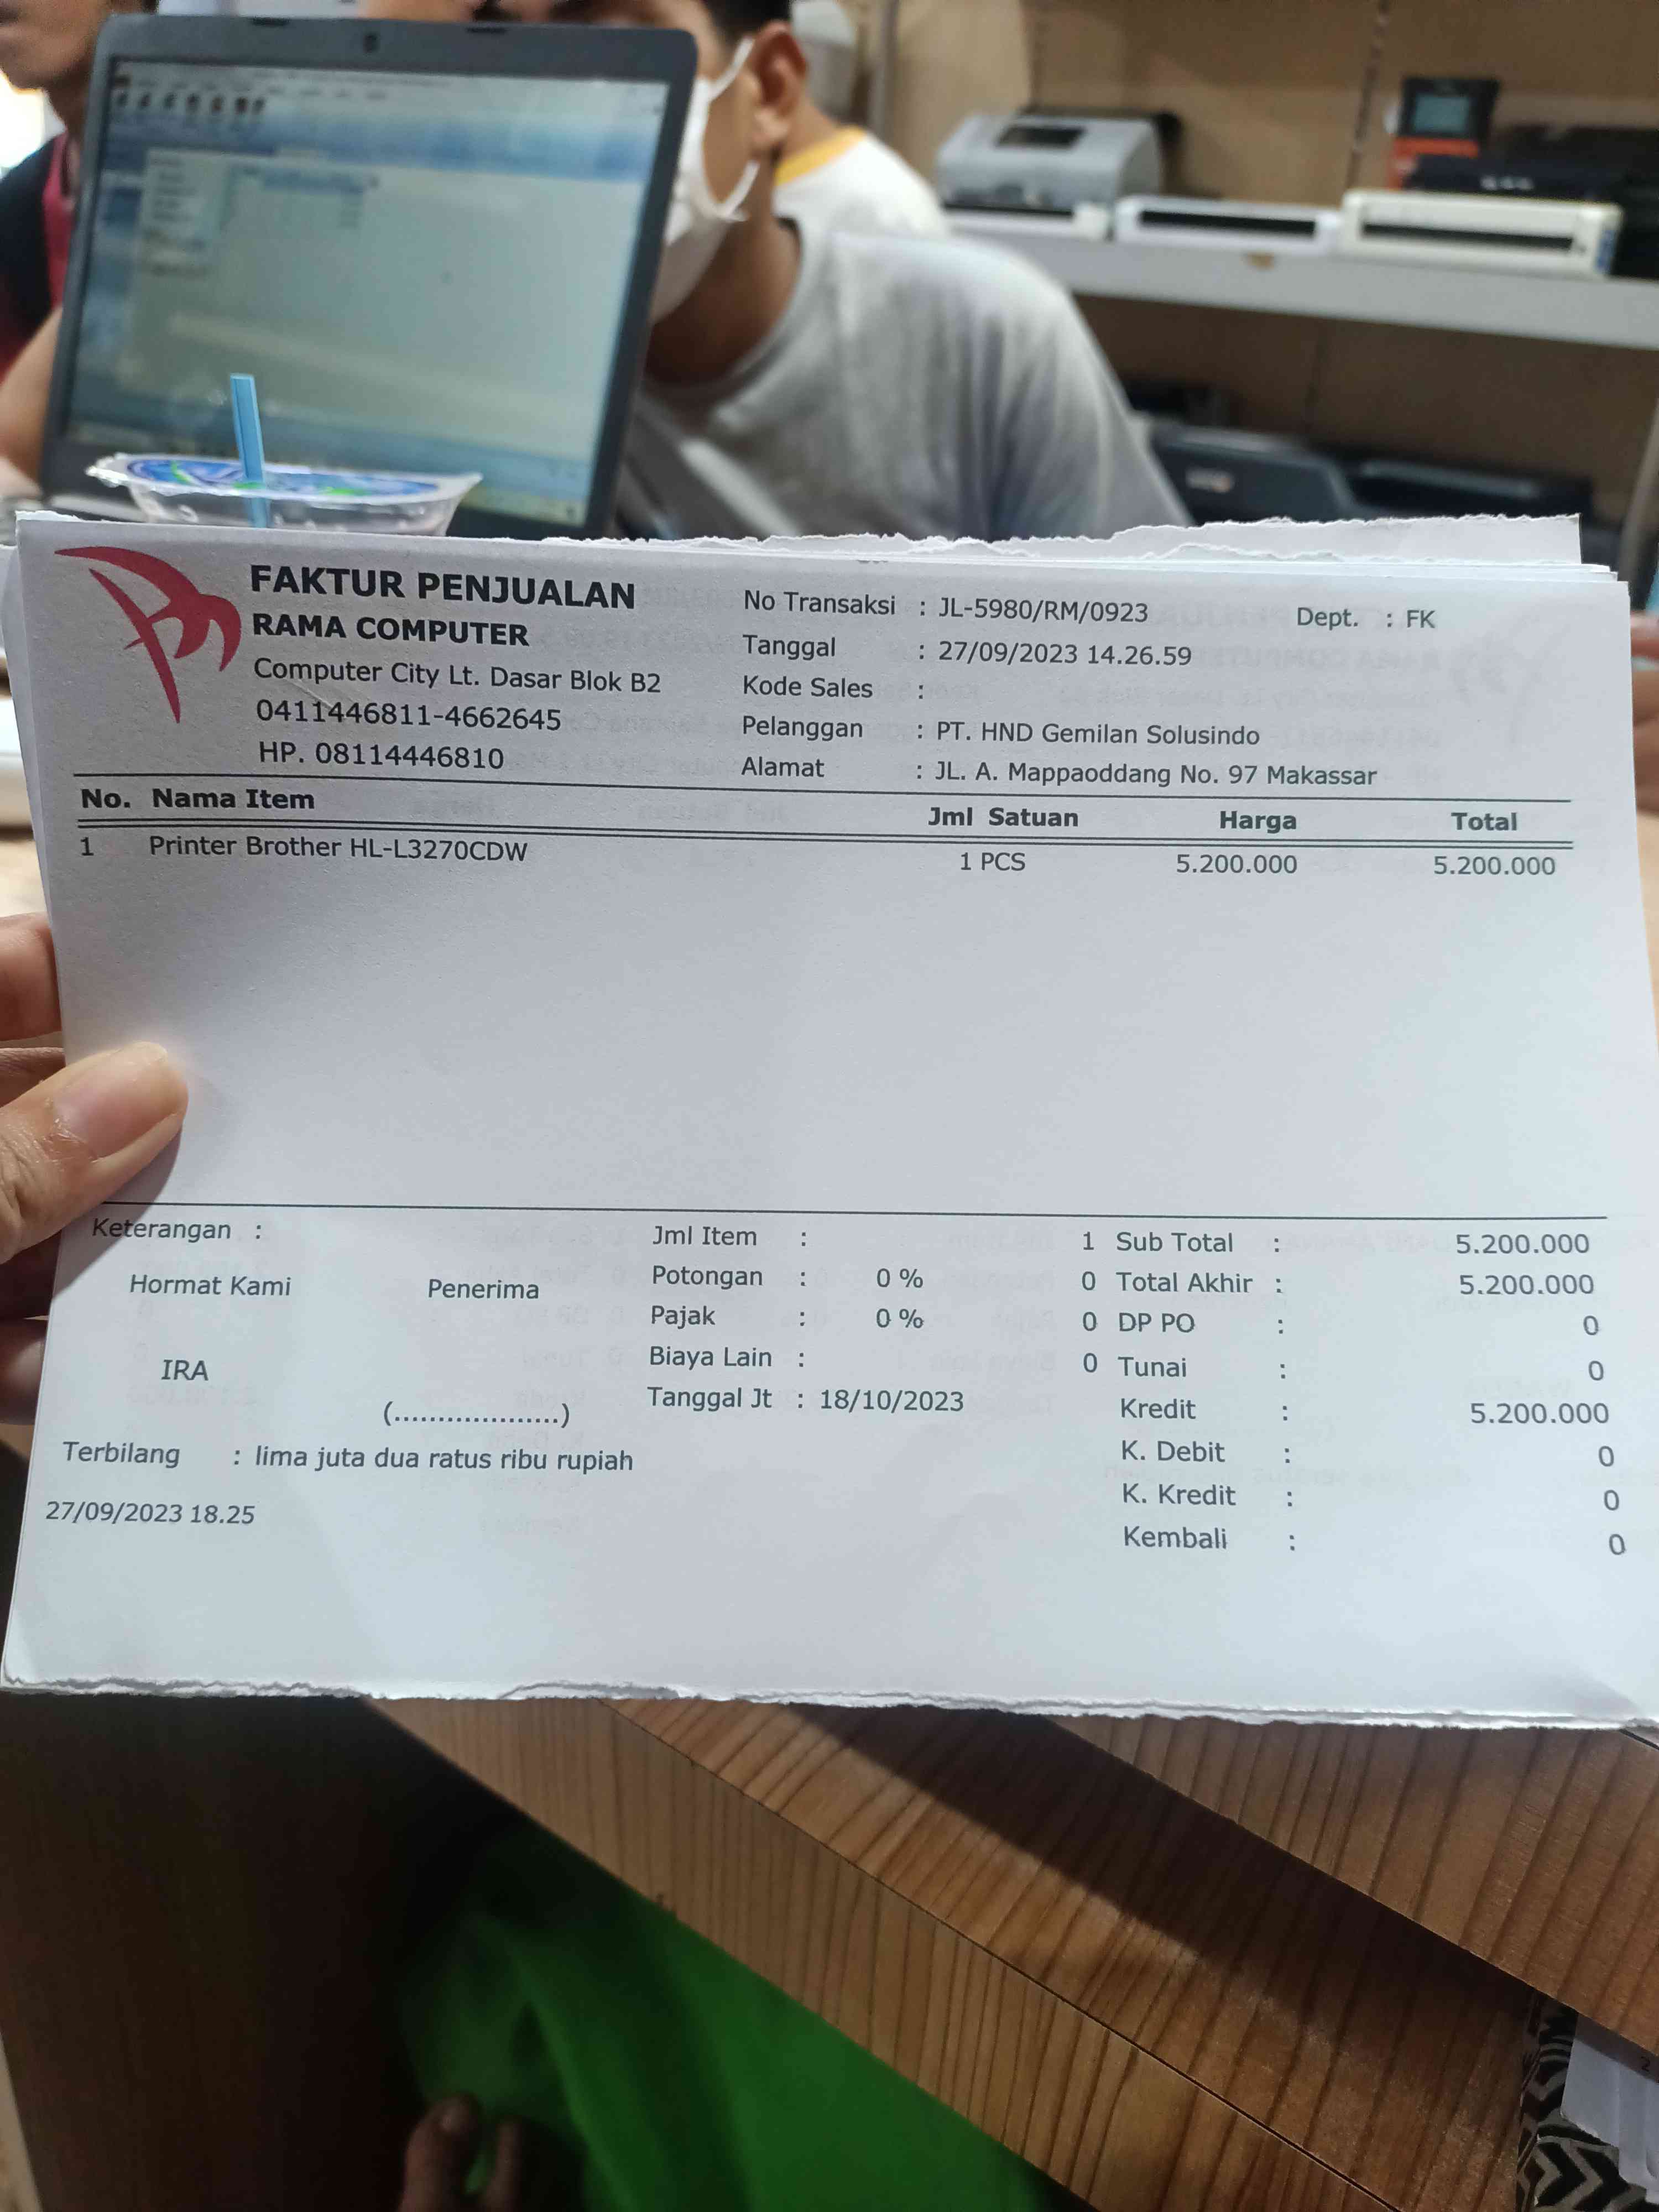 FAKTUR PENJUALAN
RAMA COMPUTER
Computer City Lt. Dasar Blok B2
0411446811-4662645
HP. 08114446810
No Transaksi : JL-5980/RM/0923 Dept. : FK
Tanggal : 27/09/2023 14.26.59
Kode Sales :
Pelanggan : PT. HND Gemilan Solusindo
Alamat : JL. A. Mappaoddang No. 97 Makassar
No. Nama Item Jml Satuan Harga Total
1 Printer Brother HL-L3270CDW 1 PCS 5.200.000 5.200.000
Keterangan :
Hormat Kami Penerima
IRA
(...................)
Terbilang : lima juta dua ratus ribu rupiah
27/09/2023 18.25
Jml Item : 1
Potongan : 0 % 0
Pajak : 0 % 0
Biaya Lain : 0
Tanggal Jt : 18/10/2023
Sub Total : 5.200.000
Total Akhir : 5.200.000
DP PO : 0
Tunai : 0
Kredit : 5.200.000
K. Debit : 0
K. Kredit : 0
Kembali : 0